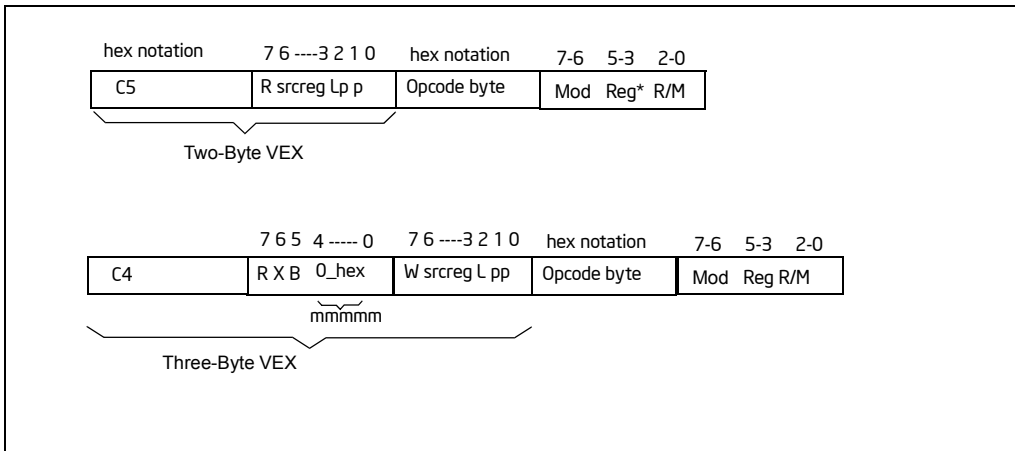 hex notation 7 6 ----3 2 1 0 hex notation 7-6 5-3 2-0
C5 R srcreg Lp p Opcode byte Mod Reg* R/M
Two-Byte VEX
7 6 5 4 ----- 0 7 6 ----3 2 1 0 hex notation 7-6 5-3 2-0
C4 R X B 0_hex W srcreg L pp Opcode byte Mod Reg R/M
mmmmm
Three-Byte VEX